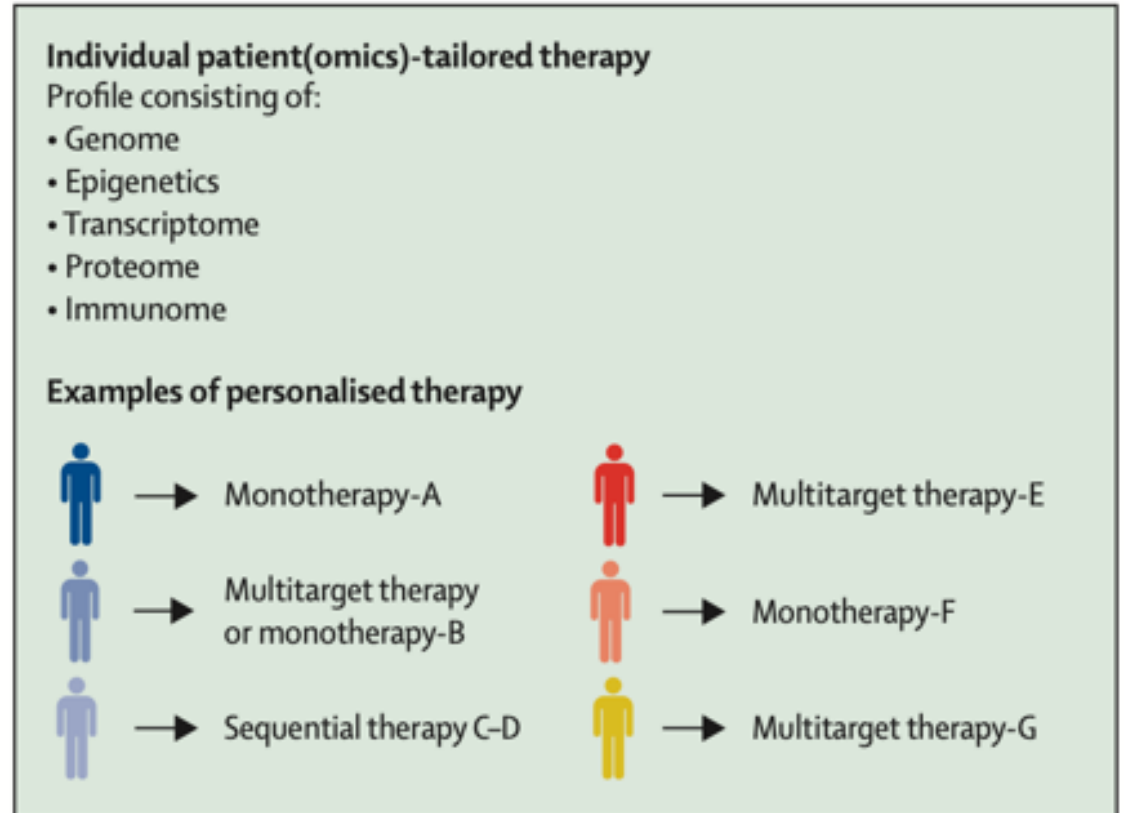 Individual patient(omics)-tailored therapy
Profile consisting of:
• Genome
• Epigenetics
• Transcriptome
• Proteome
• Immunome
Examples of personalised therapy
Monotherapy-A
Multitarget therapy
or monotherapy-B
Sequential therapy C–D
Multitarget therapy-E
Monotherapy-F
Multitarget therapy-G